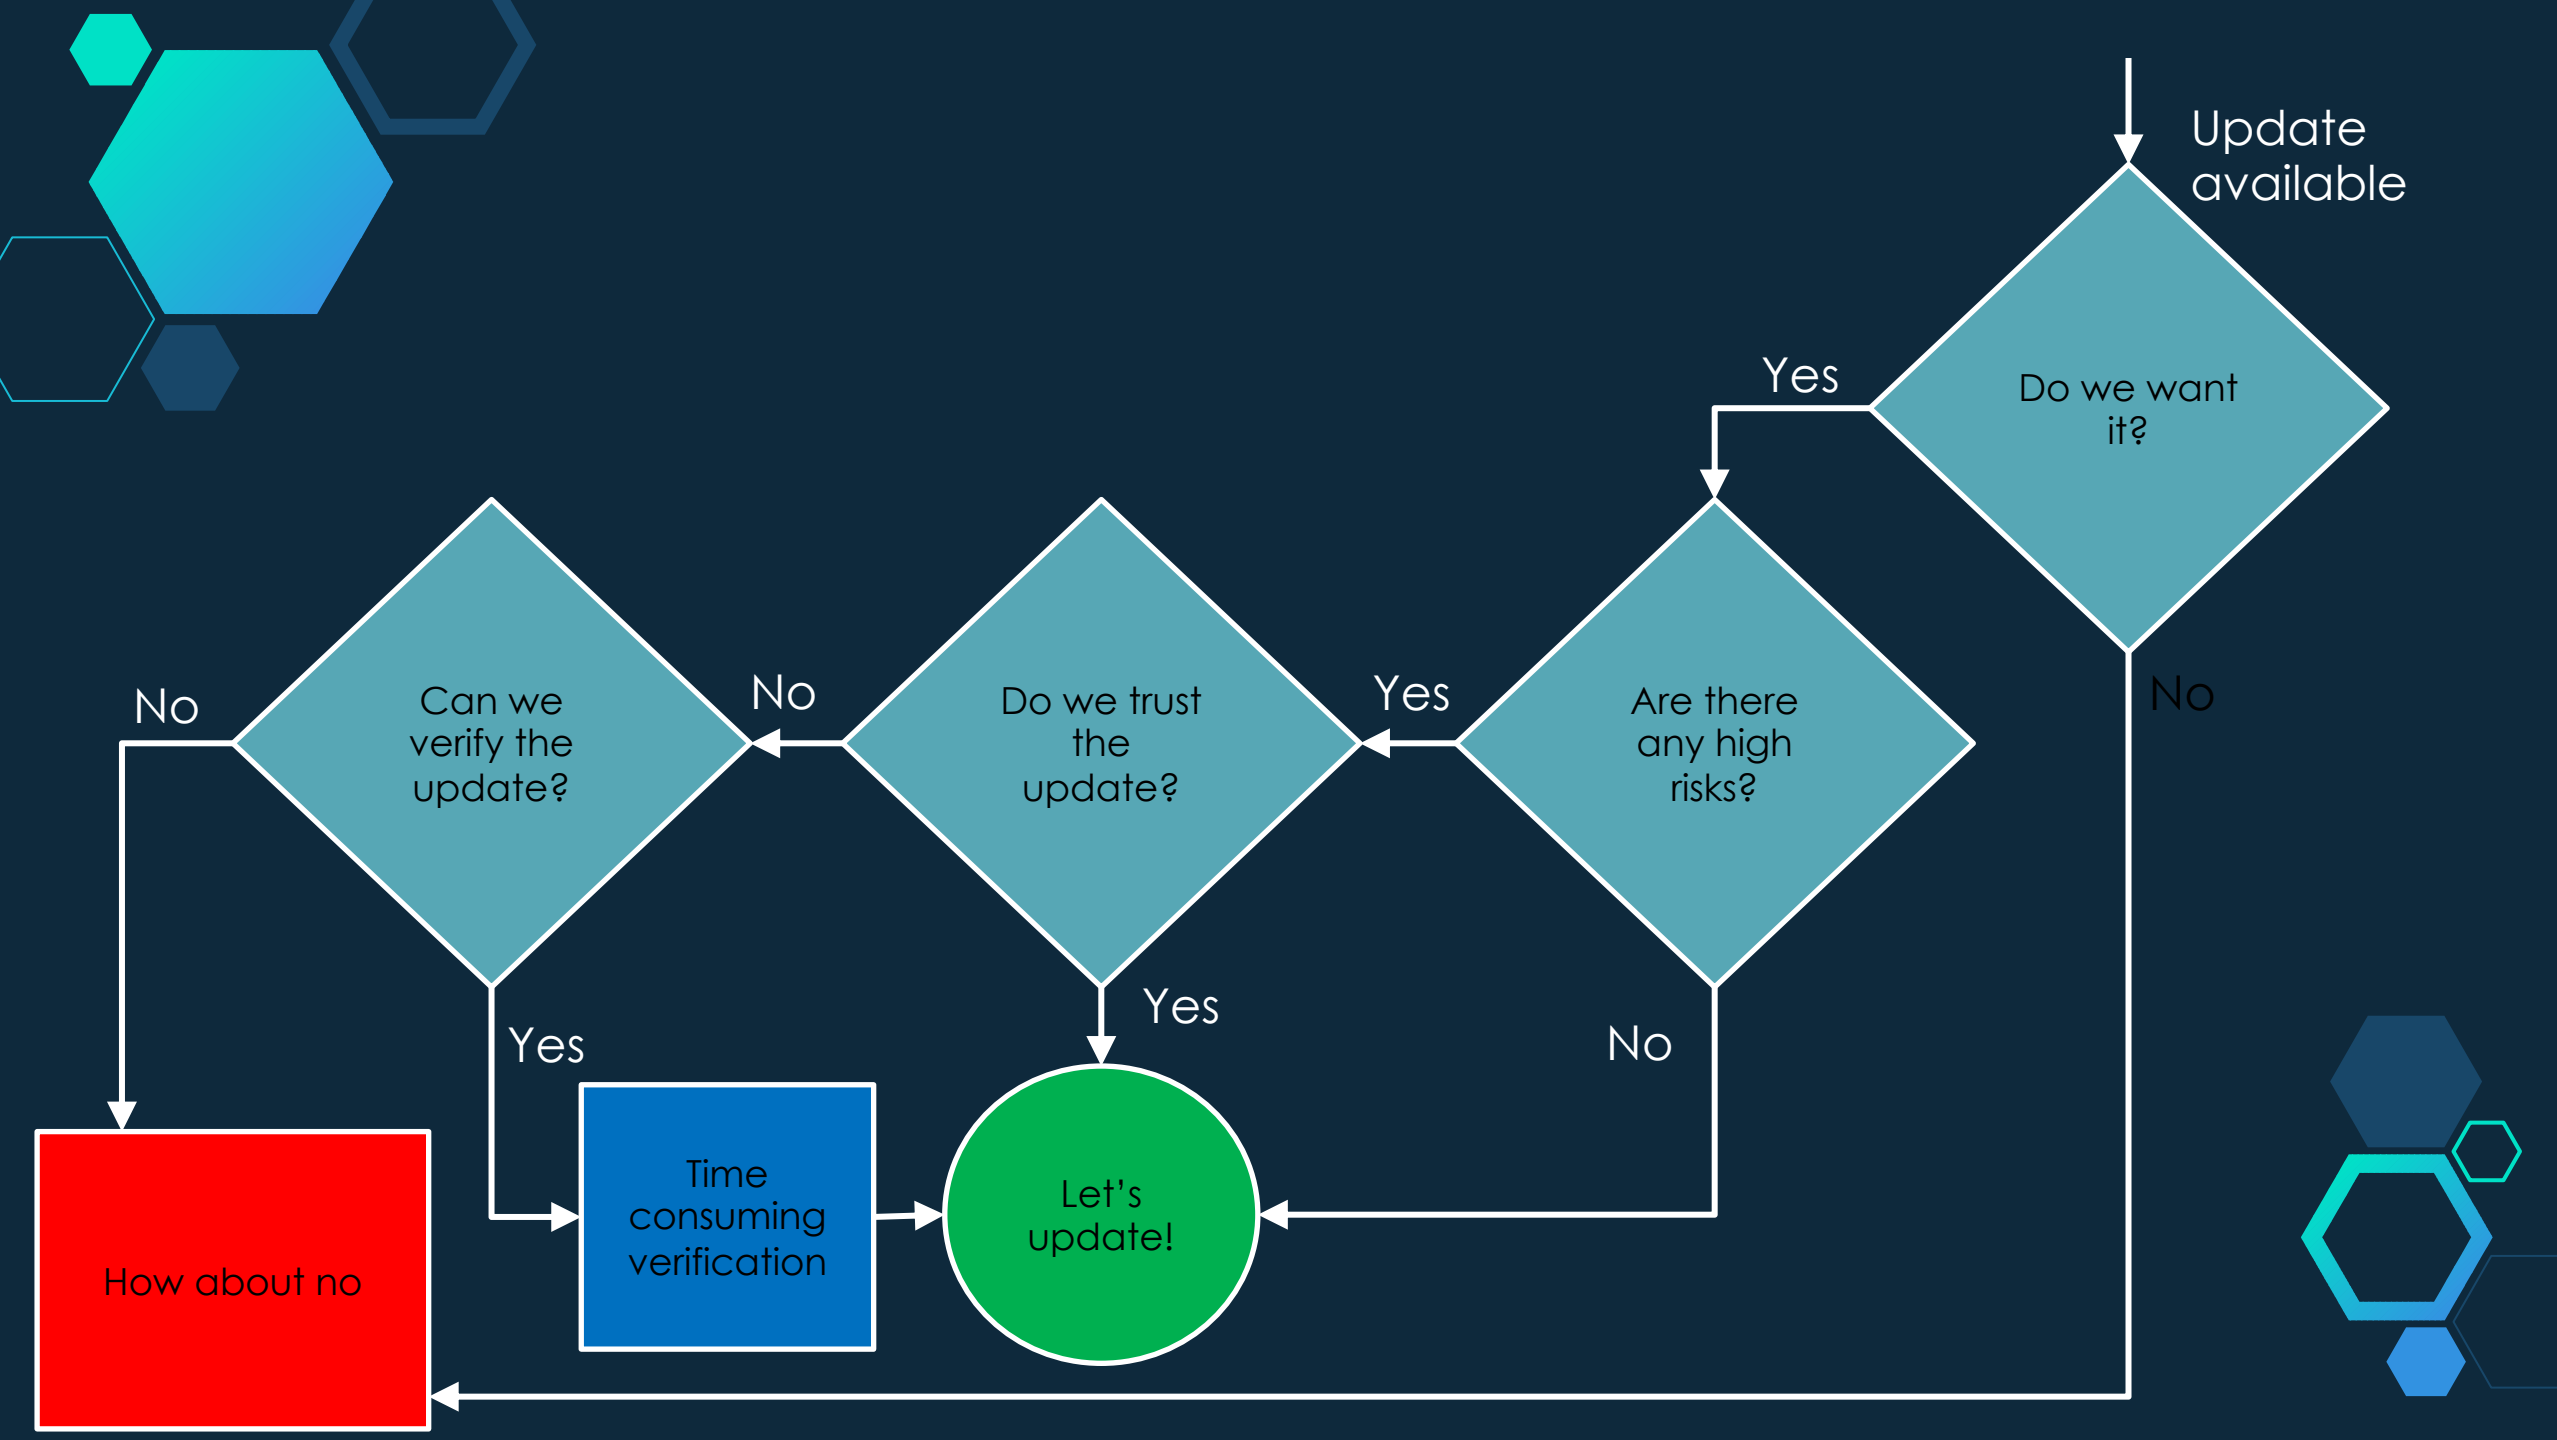 Update
available
Do we want
it?
Yes
No
Are there
any high
risks?
Yes
No
Do we trust
the
update?
No
Yes
Can we
verify the
update?
No
Yes
Time
consuming
verification
Let’s
update!
How about no